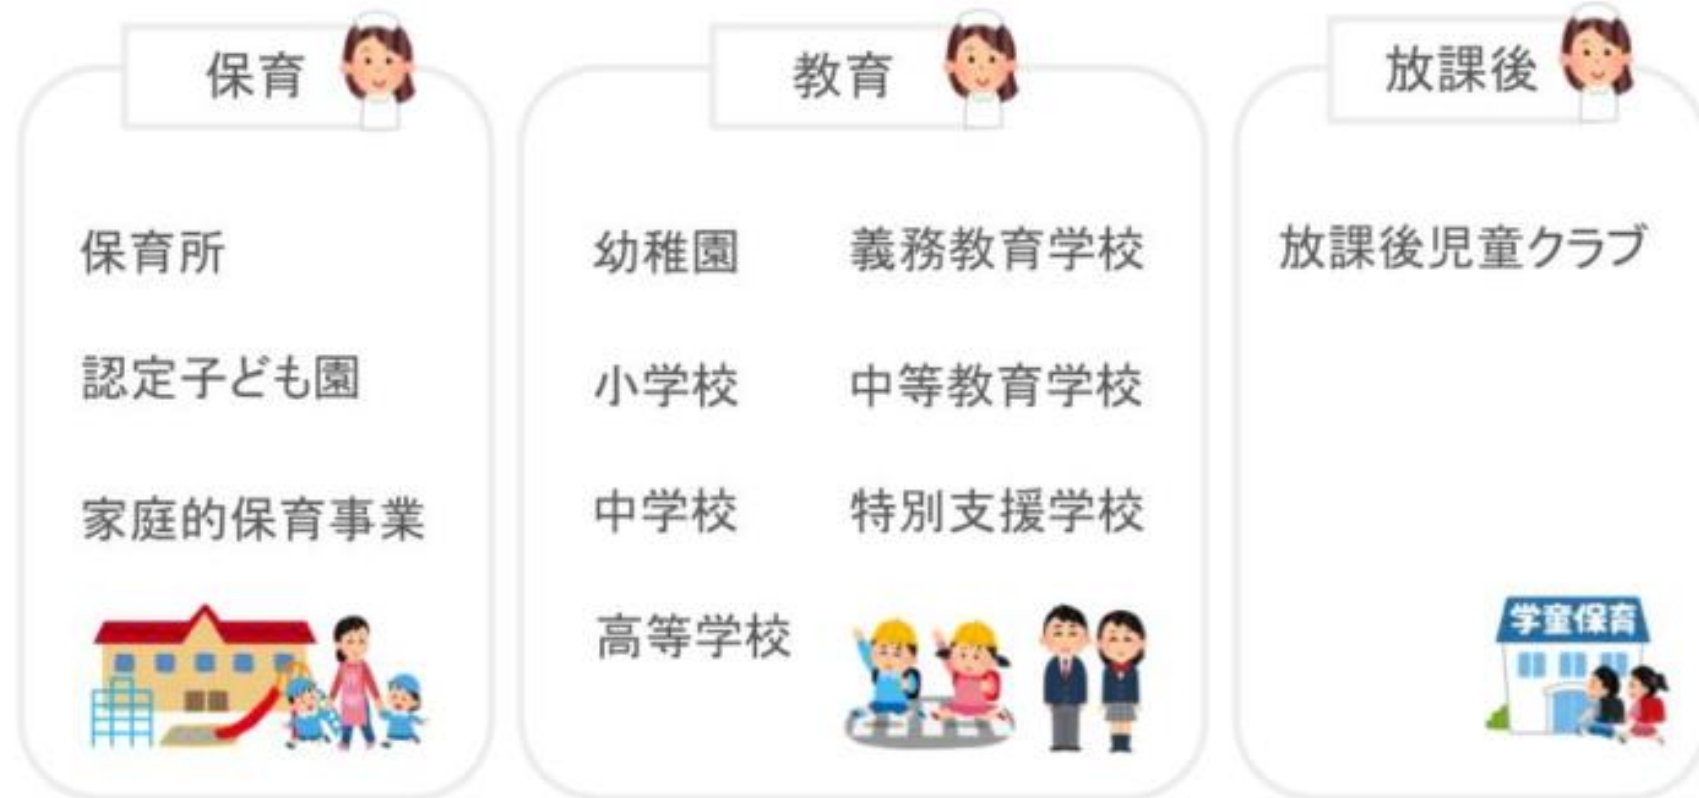 保育
保育所
認定子ども園
家庭的保育事業
教育
幼稚園
小学校
中学校
高等学校
義務教育学校
中等教育学校
特別支援学校
放課後
放課後児童クラブ
学童保育